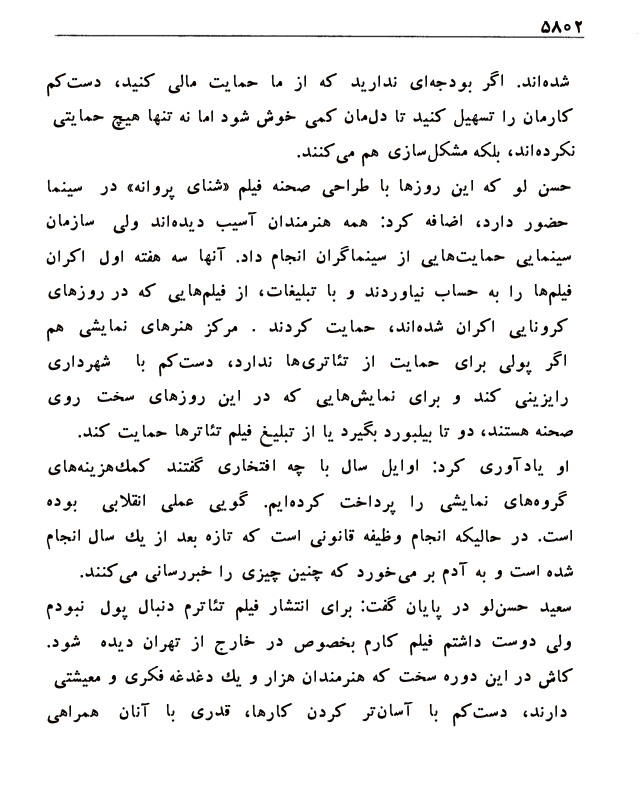 ۵۸۰۲
شده‌اند. اگر بودجه‌ای ندارید که از ما حمایت مالی کنید، دست‌کم
کارمان را تسهیل کنید تا دل‌مان کمی خوش شود اما نه تنها هیچ حمایتی
نکرده‌اند، بلکه مشکل‌سازی هم می‌کنند.
حسن لو که این روزها با طراحی صحنه فیلم «شنای پروانه» در سینما
حضور دارد، اضافه کرد: همه هنرمندان آسیب دیده‌اند ولی سازمان
سینمایی حمایت‌هایی از سینماگران انجام داد. آنها سه هفته اول اکران
فیلم‌ها را به حساب نیاوردند و با تبلیغات، از فیلم‌هایی که در روزهای
کرونایی اکران شده‌اند، حمایت کردند . مرکز هنرهای نمایشی هم
اگر پولی برای حمایت از تئاتری‌ها ندارد، دست‌کم با شهرداری
رایزینی کند و برای نمایش‌هایی که در این روزهای سخت روی
صحنه هستند، دو تا بیلبورد بگیرد یا از تبلیغ فیلم تئاترها حمایت کند.
او یادآوری کرد: اوایل سال با چه افتخاری گفتند کمك‌هزینه‌های
گروه‌های نمایشی را پرداخت کرده‌ایم. گویی عملی انقلابی بوده
است. در حالیکه انجام وظیفه قانونی است که تازه بعد از یك سال انجام
شده است و به آدم بر می‌خورد که چنین چیزی را خبررسانی می‌کنند.
سعید حسن‌لو در پایان گفت: برای انتشار فیلم تئاترم دنبال پول نبودم
ولی دوست داشتم فیلم کارم بخصوص در خارج از تهران دیده شود.
کاش در این دوره سخت که هنرمندان هزار و یك دغدغه فکری و معیشتی
دارند، دست‌کم با آسان‌تر کردن کارها، قدری با آنان همراهی